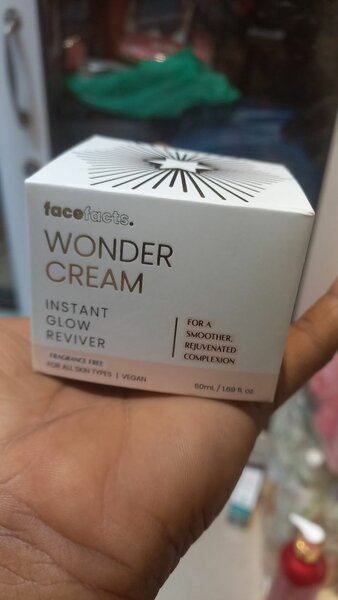 facefacts.
WONDER
CREAM
INSTANT
GLOW
REVIVER
FOR A
SMOOTHER,
REJUVENATED
COMPLEXION
FRAGRANCE FREE
FOR ALL SKIN TYPES | VEGAN
50mL / 1.69 fl. oz.